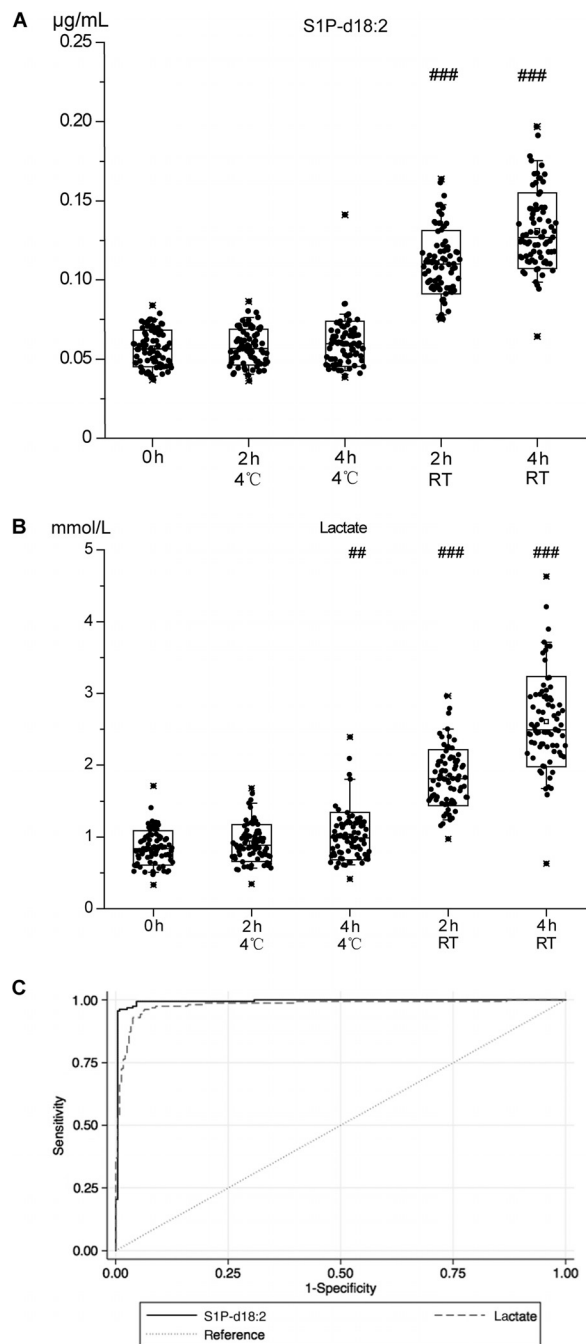 A
µg/mL
S1P-d18:2
0.25
0.20
0.15
0.10
0.05
0
### ###
0h 2h 4h 2h 4h
4℃ 4℃ RT RT
B
mmol/L
Lactate
5
4
3
2
1
0
## ### ###
0h 2h 4h 2h 4h
4℃ 4℃ RT RT
C
1.00
0.75
0.50
0.25
0.00
Sensitivity
0.00 0.25 0.50 0.75 1.00
1-Specificity
S1P-d18:2 Lactate
Reference